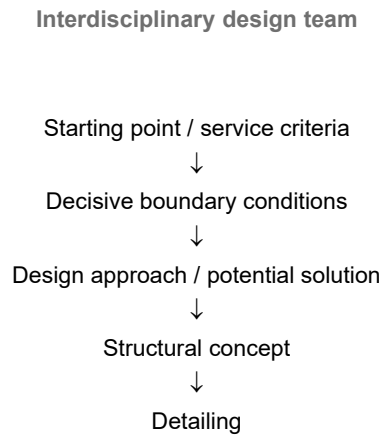 Interdisciplinary design team
Starting point / service criteria
↓
Decisive boundary conditions
↓
Design approach / potential solution
↓
Structural concept
↓
Detailing